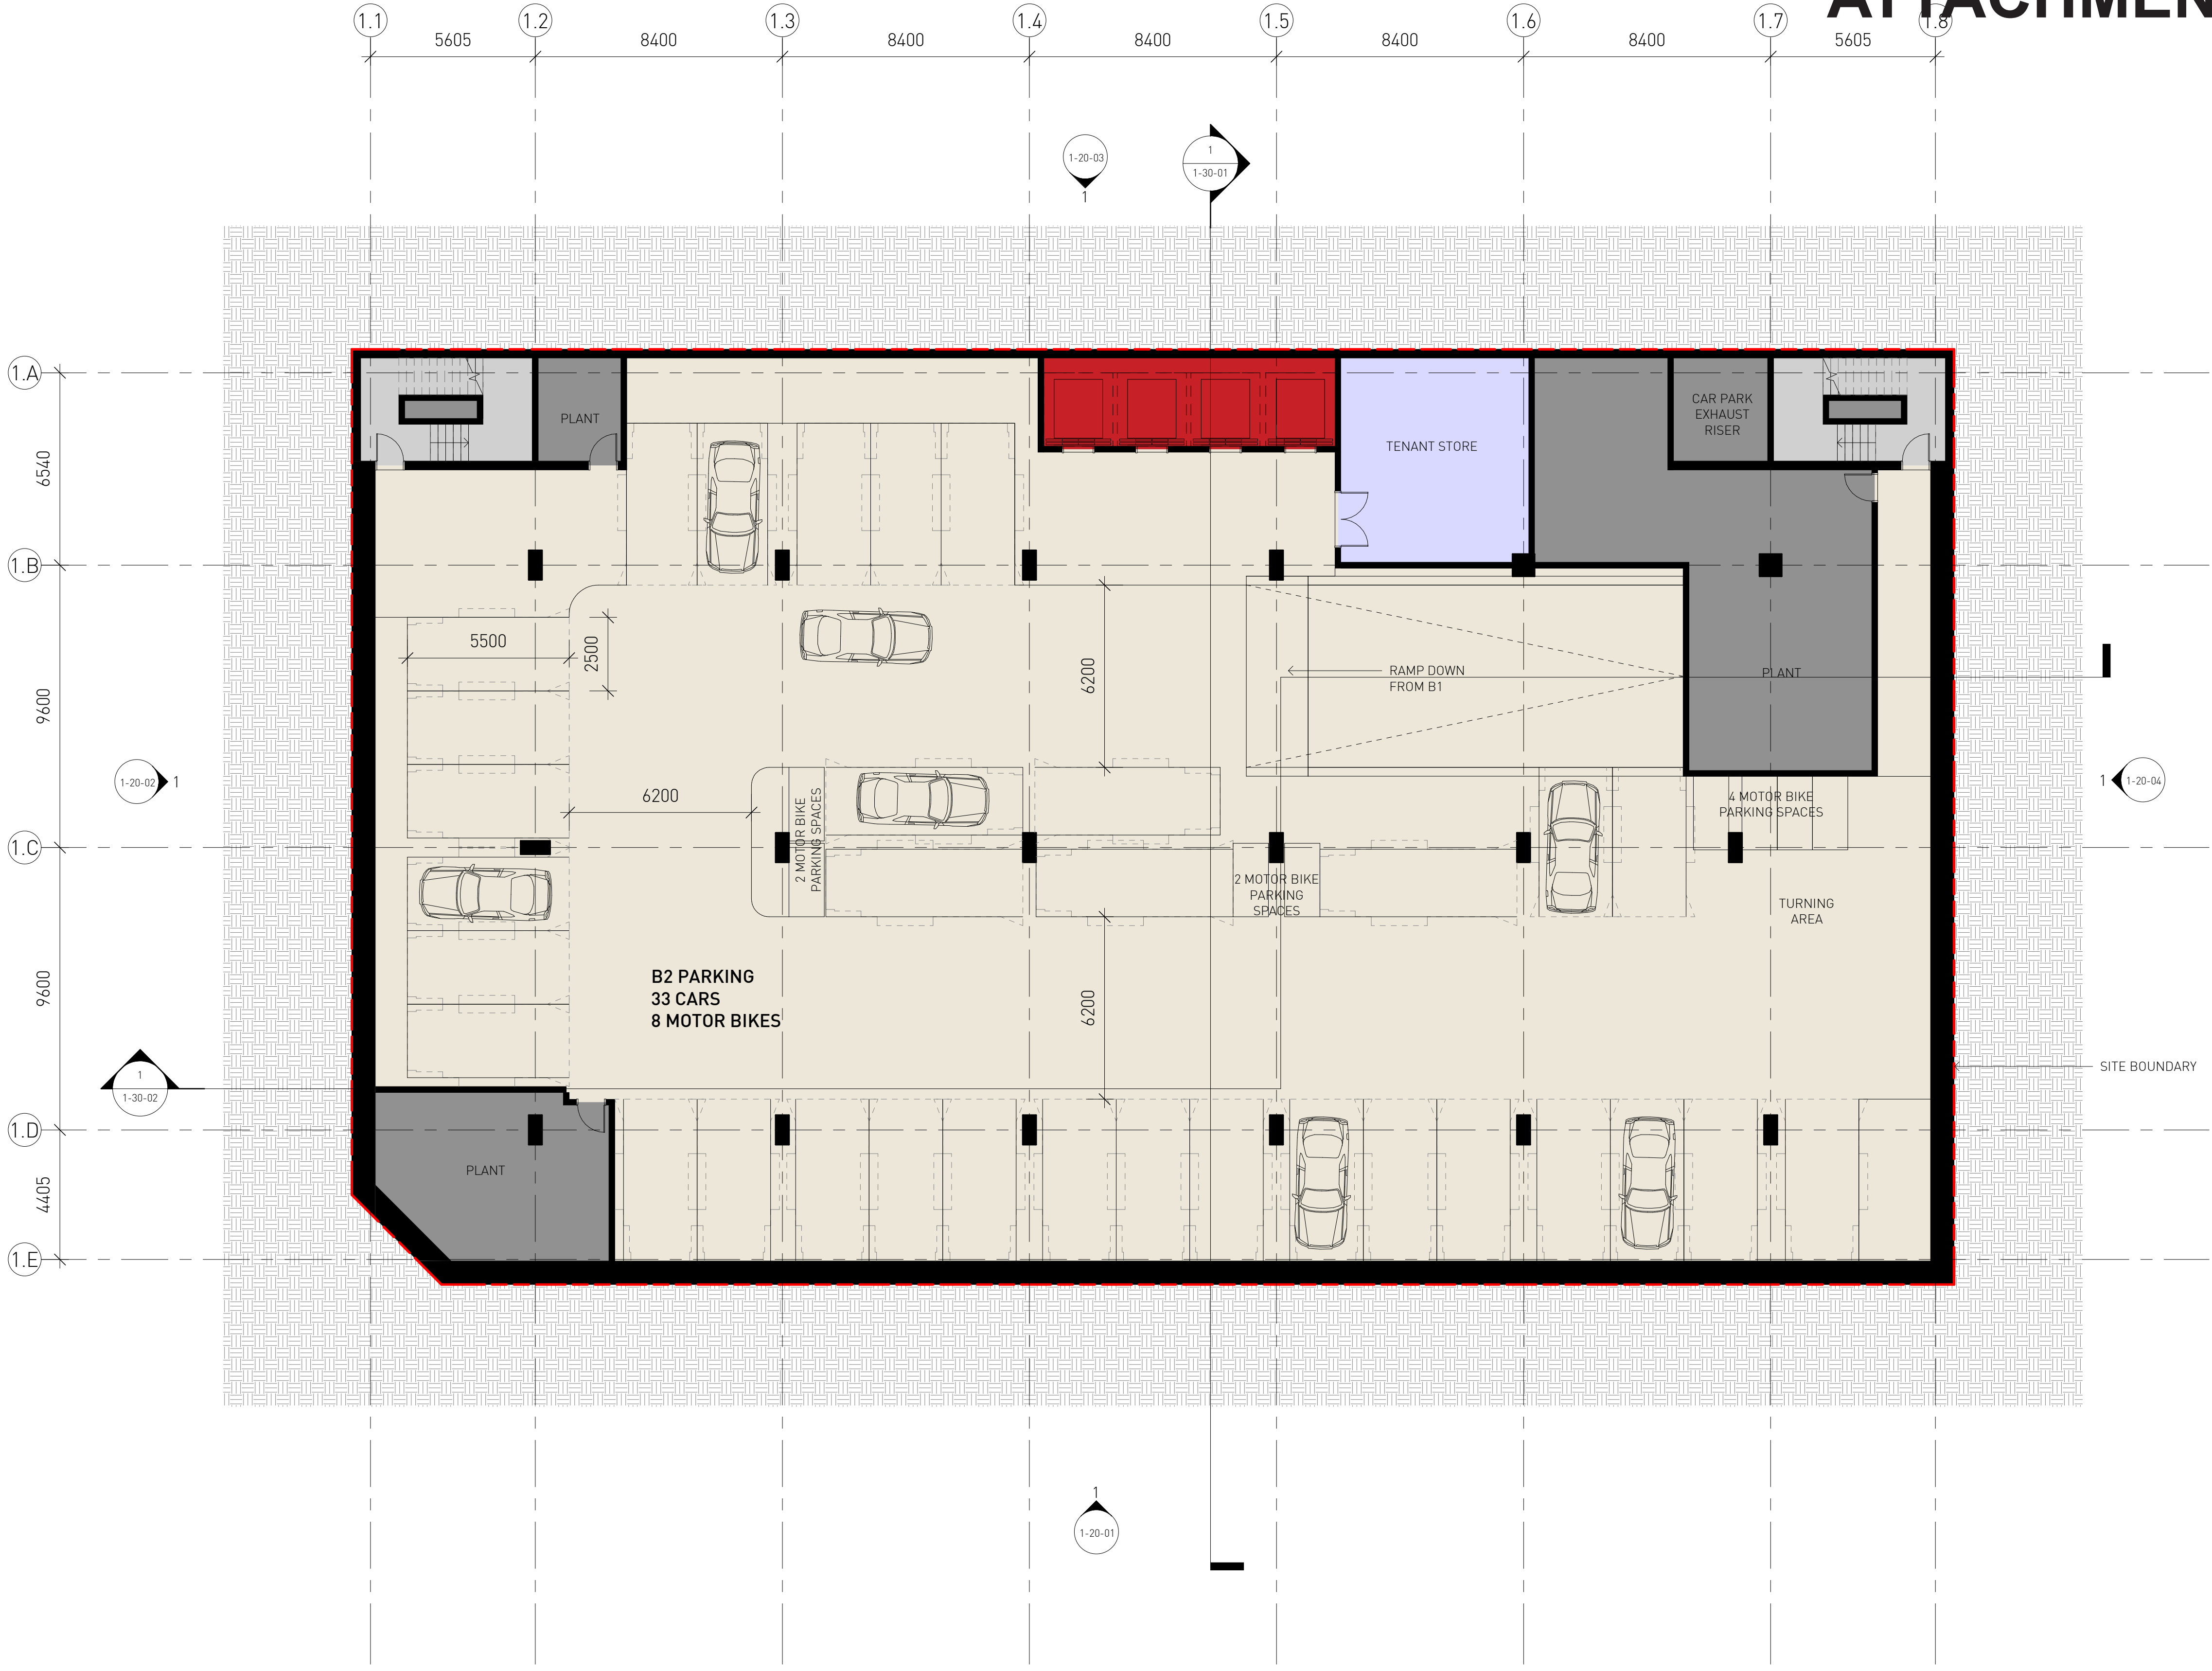 ATTACHMEN
1.1
1.2
1.3
1.4
1.5
1.6
1.7
1.8
5605
8400
8400
8400
8400
8400
5605
1-20-03
1
1
1-30-01
1.A
1.B
1.C
1.D
1.E
6540
9600
9600
4405
PLANT
TENANT STORE
CAR PARK
EXHAUST
RISER
5500
2500
6200
RAMP DOWN
FROM B1
PLANT
1-20-02
1
6200
2 MOTOR BIKE
PARKING SPACES
4 MOTOR BIKE
PARKING SPACES
1
1-20-04
2 MOTOR BIKE
PARKING
SPACES
TURNING
AREA
B2 PARKING
33 CARS
8 MOTOR BIKES
6200
SITE BOUNDARY
1
1-30-02
PLANT
1
1-20-01